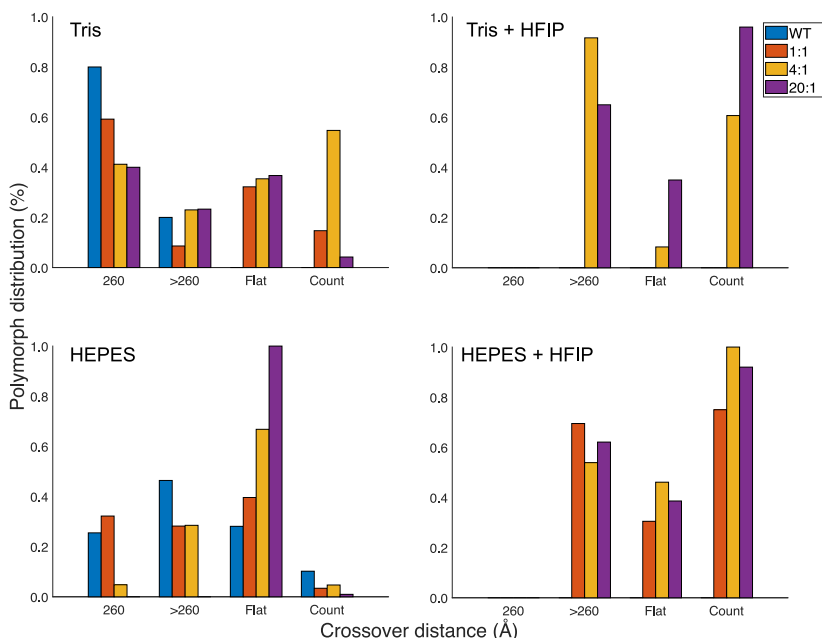 Tris
1.0
0.8
0.6
0.4
0.2
0.0
260 >260 Flat Count
Tris + HFIP
1.0
0.8
0.6
0.4
0.2
0.0
260 >260 Flat Count
WT
1:1
4:1
20:1
Polymorph distribution (%)
HEPES
1.0
0.8
0.6
0.4
0.2
0.0
260 >260 Flat Count
HEPES + HFIP
1.0
0.8
0.6
0.4
0.2
0.0
260 >260 Flat Count
Crossover distance (Å)